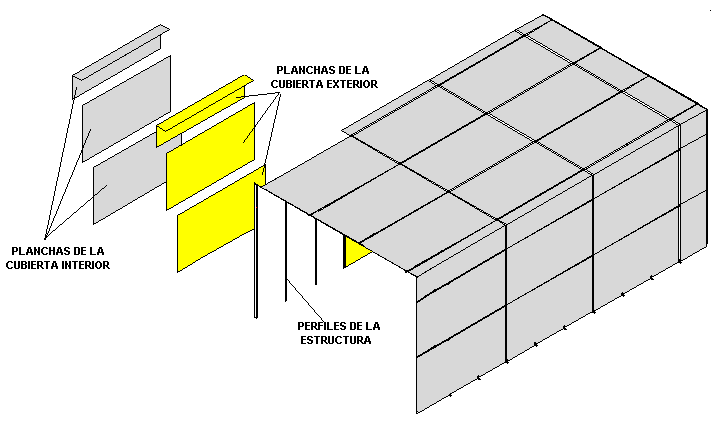 PLANCHAS DE LA
CUBIERTA EXTERIOR
PLANCHAS DE LA
CUBIERTA INTERIOR
PERFILES DE LA
ESTRUCTURA